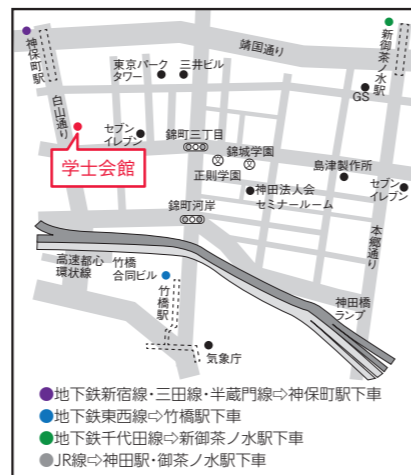 神保町駅
靖国通り
新御茶ノ水駅
東京パーク
タワー
三井ビル
白山通り
GS
セブン
イレブン
錦町三丁目
錦城学園
学士会館
正則学園
島津製作所
神田法人会
セミナールーム
セブン
イレブン
錦町河岸
本郷通り
高速都心
環状線
竹橋
合同ビル
竹橋駅
神田橋
ランプ
気象庁
●地下鉄新宿線・三田線・半蔵門線⇨神保町駅下車
●地下鉄東西線⇨竹橋駅下車
●地下鉄千代田線⇨新御茶ノ水駅下車
●JR線⇨神田駅・御茶ノ水駅下車